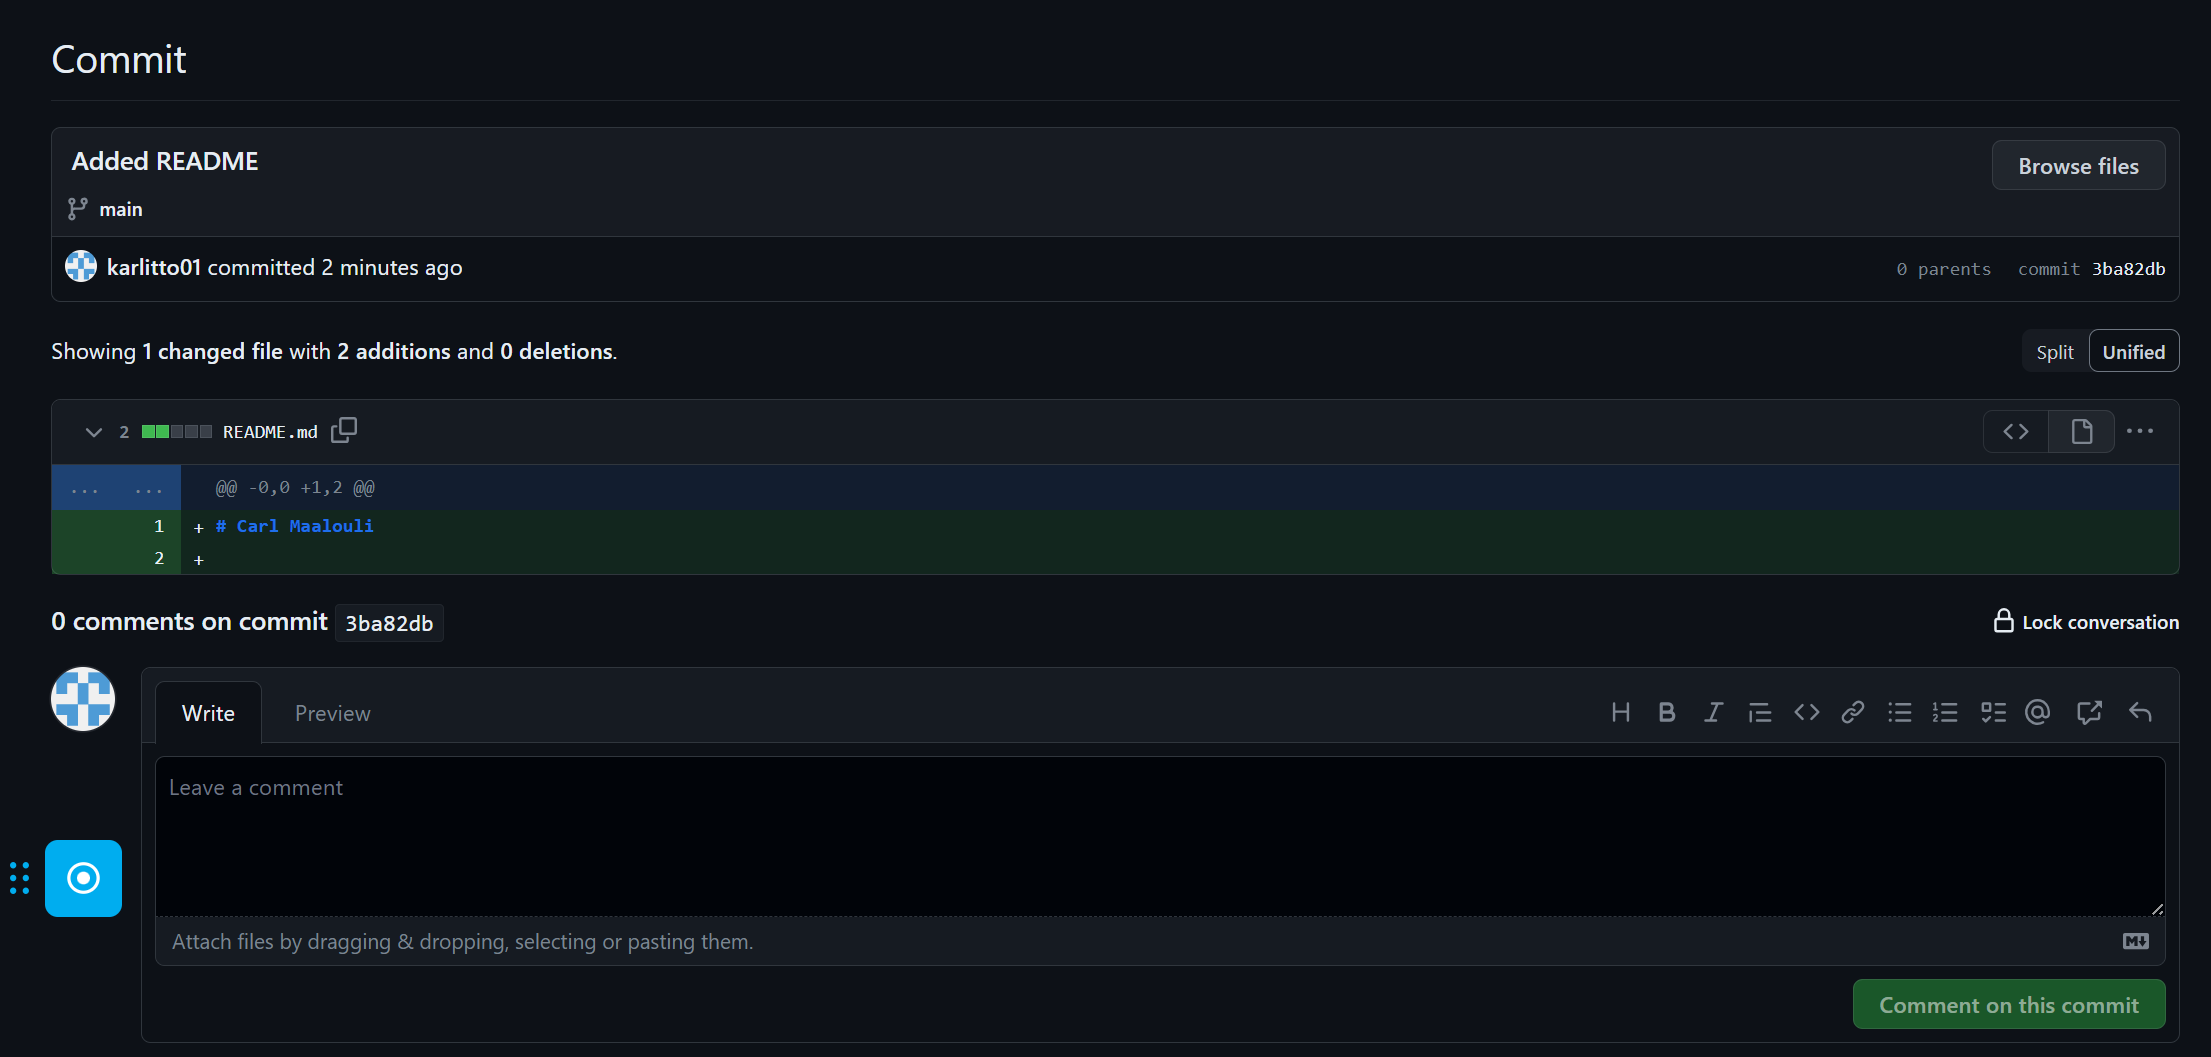 Commit
Added README
Browse files
main
karlitto01 committed 2 minutes ago
0 parents commit 3ba82db
Showing 1 changed file with 2 additions and 0 deletions.
Split Unified
2 README.md
... ... @@ -0,0 +1,2 @@
1 + # Carl Maalouli
2 +
0 comments on commit 3ba82db
Lock conversation
Write Preview
Leave a comment
Attach files by dragging & dropping, selecting or pasting them.
Comment on this commit